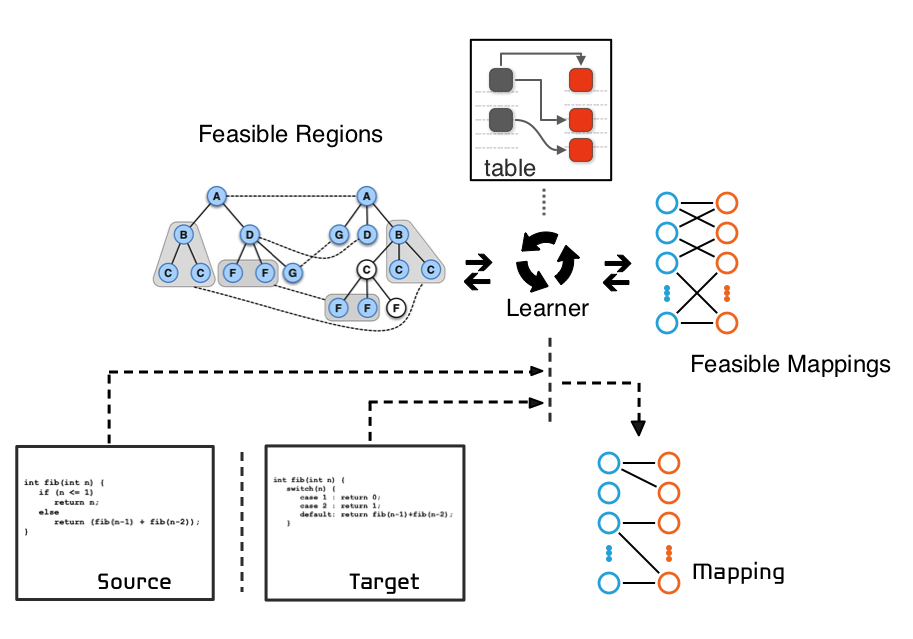 table
Feasible Regions
A
A
B
D
G
D
B
C
C
F
F
G
C
C
C
F
F
F
Learner
Feasible Mappings
int fib(int n) {
if (n <= 1)
return n;
else
return (fib(n-1) + fib(n-2));
}
Source
int fib(int n) {
switch(n) {
case 1 : return 0;
case 2 : return 1;
default: return fib(n-1)+fib(n-2);
}
Target
Mapping